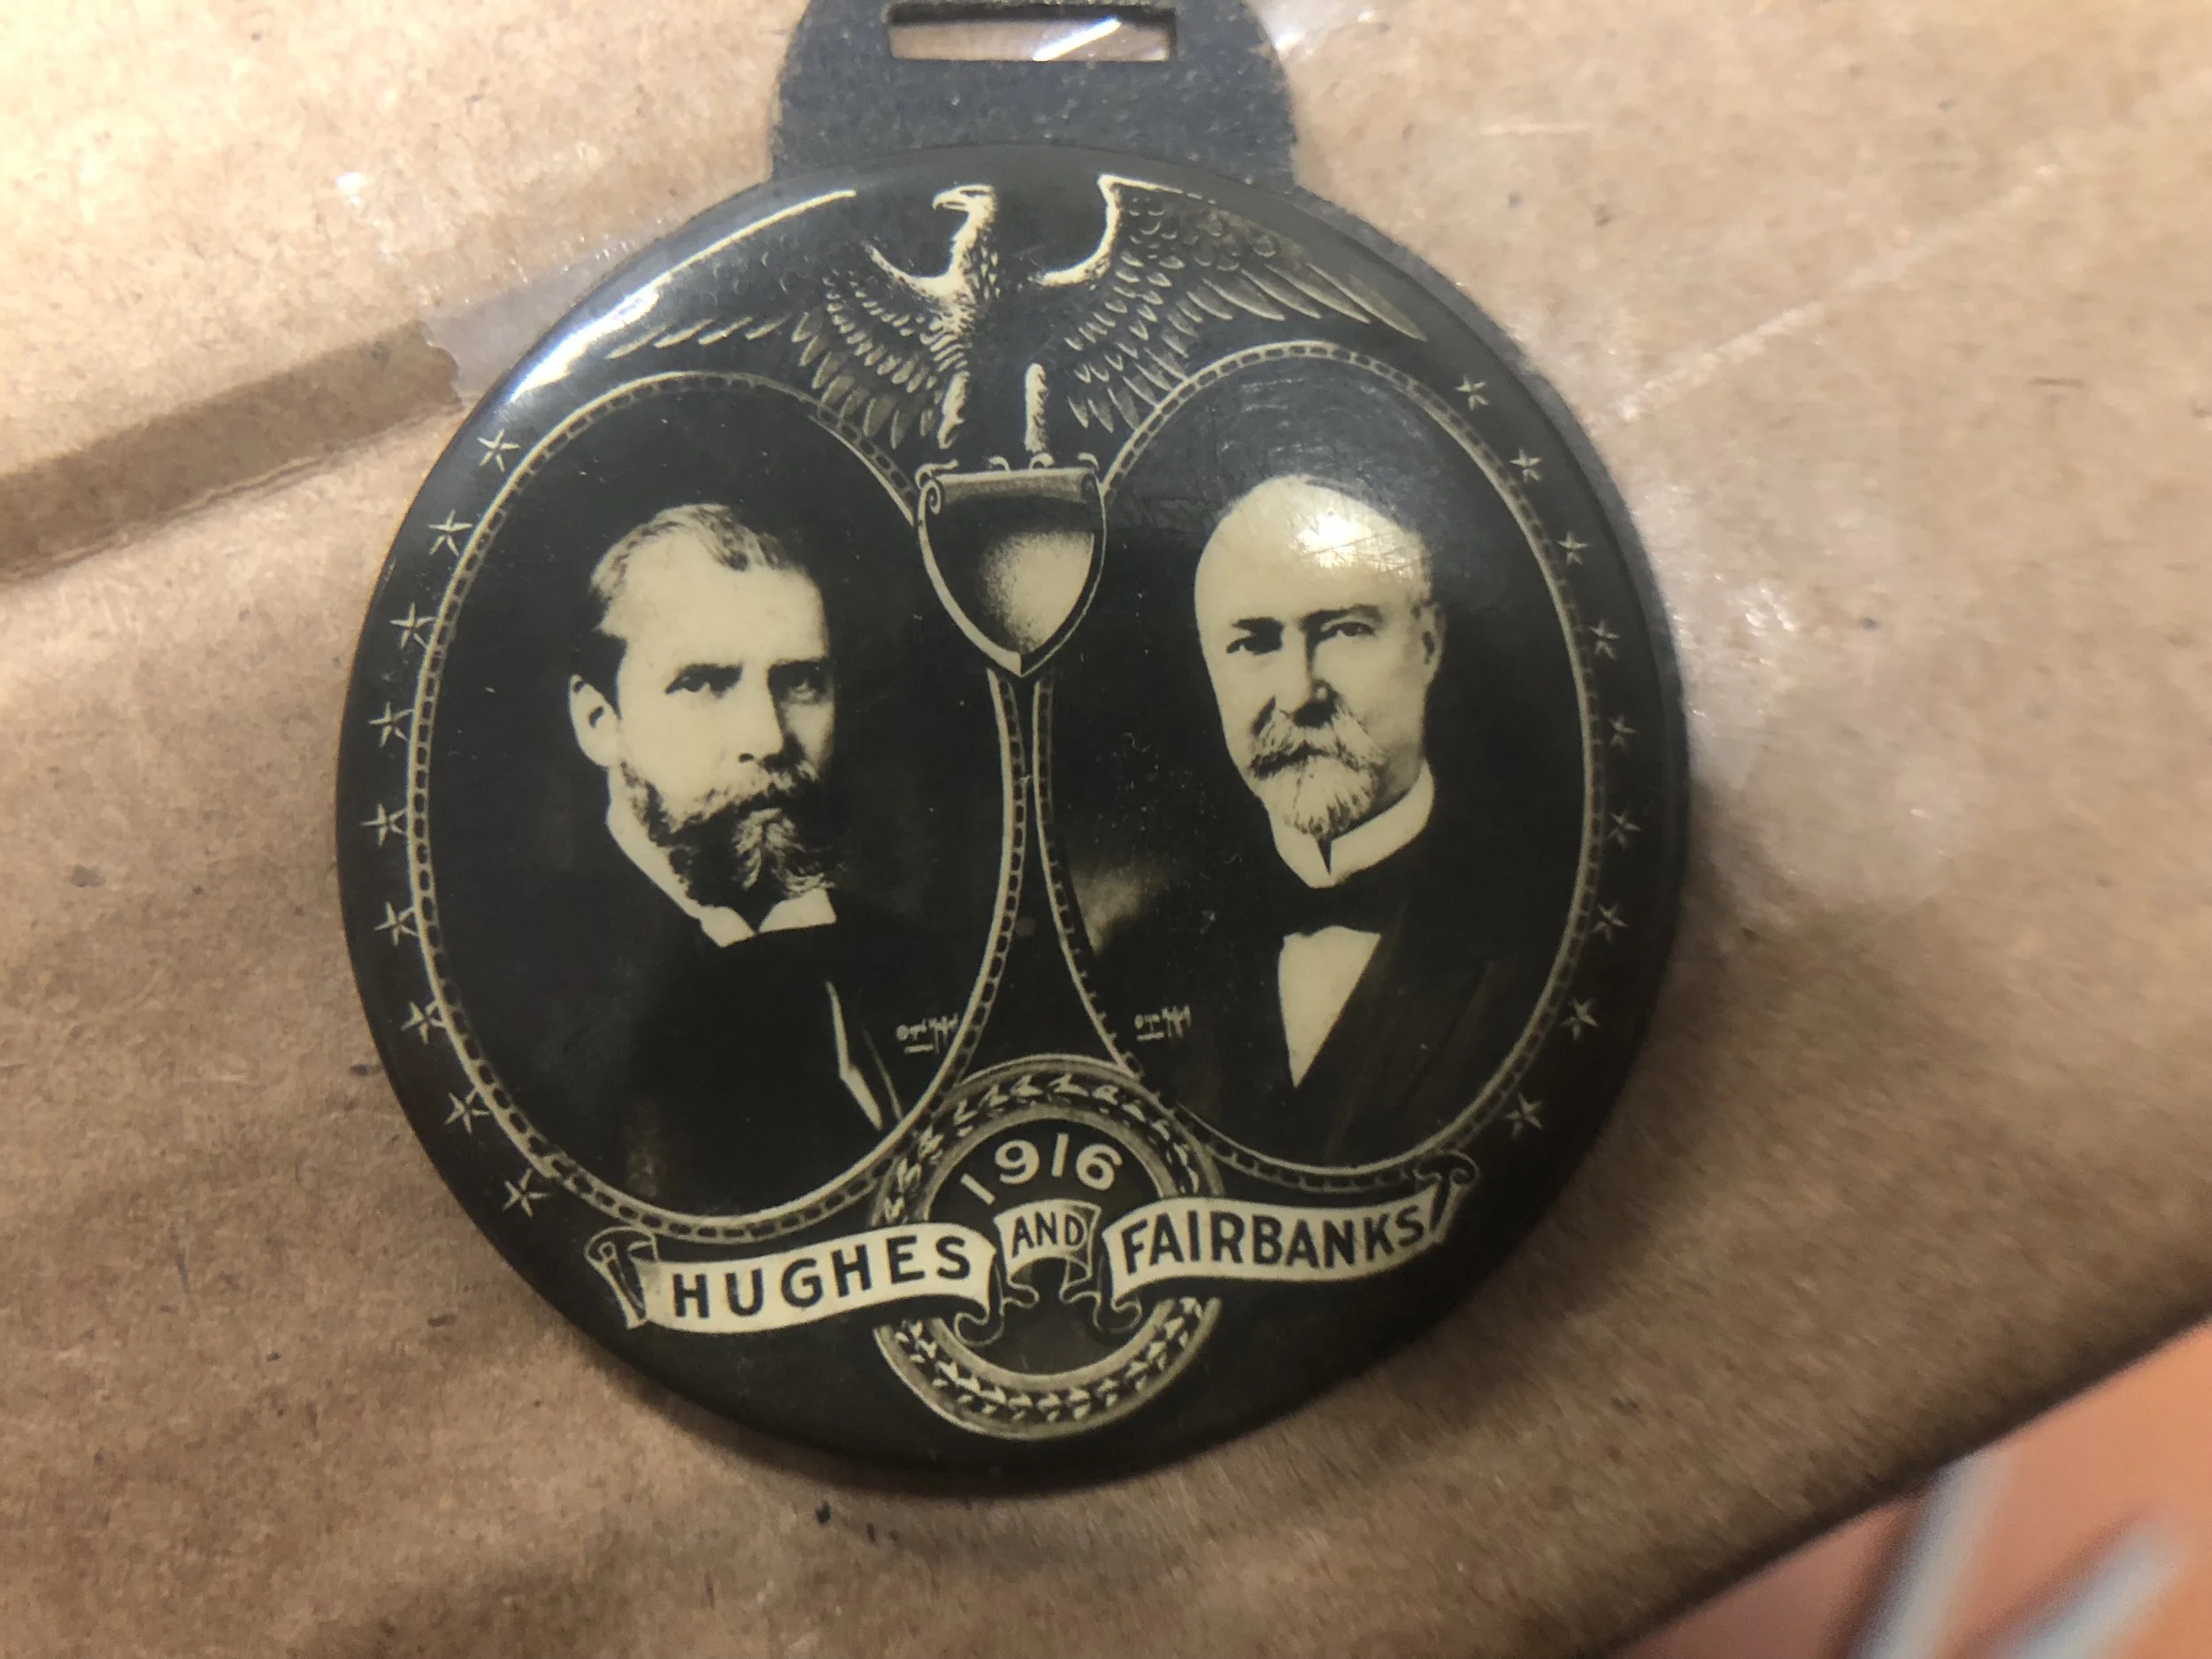 1916
HUGHES AND FAIRBANKS